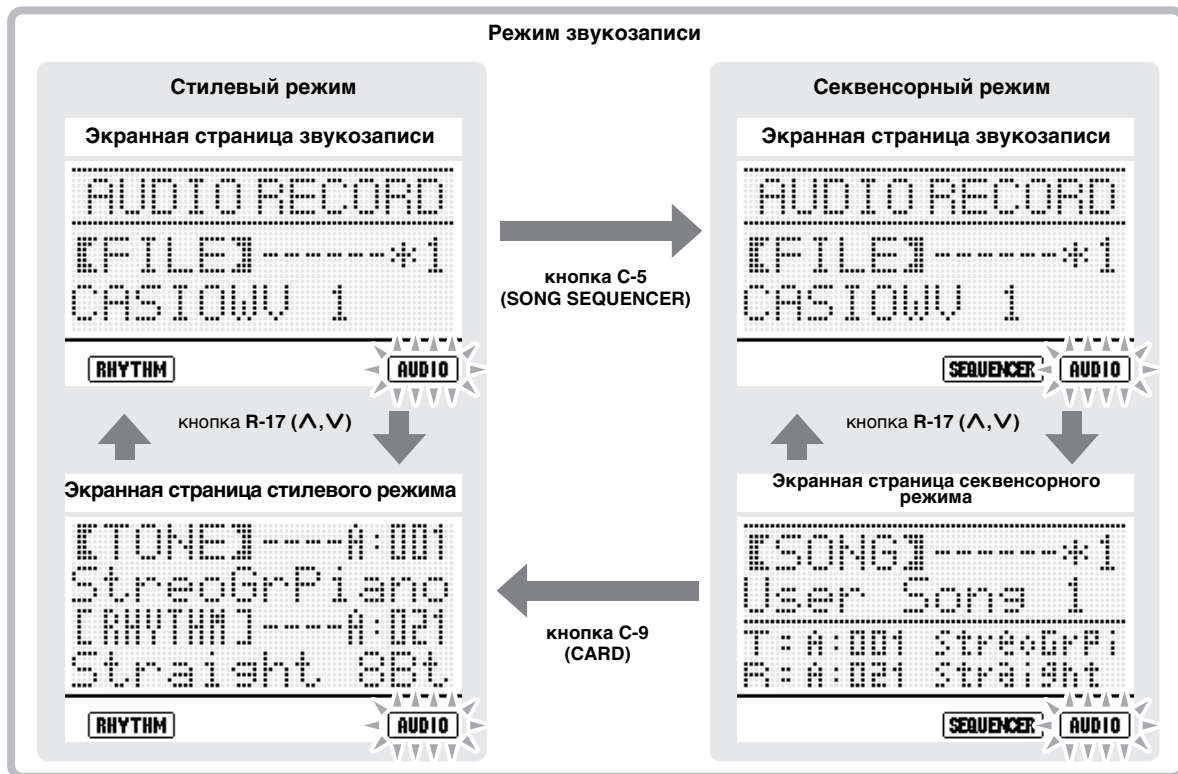 Режим звукозаписи
Стилевый режим
Экранная страница звукозаписи
AUDIO RECORD
[FILE]------*1
CASIOWV 1
RHYTHM AUDIO
кнопка R-17 (∧,∨)
Экранная страница стилевого режима
[TONE]----A:001
StreoGrPiano
[RHYTHM]----A:021
Straight 8Bt
RHYTHM AUDIO
кнопка C-5
(SONG SEQUENCER)
кнопка C-9
(CARD)
Секвенсорный режим
Экранная страница звукозаписи
AUDIO RECORD
[FILE]------*1
CASIOWV 1
SEQUENCER AUDIO
кнопка R-17 (∧,∨)
Экранная страница секвенсорного
режима
[SONG]------*1
User Song 1
T:A:001 StreoGrPi
R:A:021 Straight
SEQUENCER AUDIO